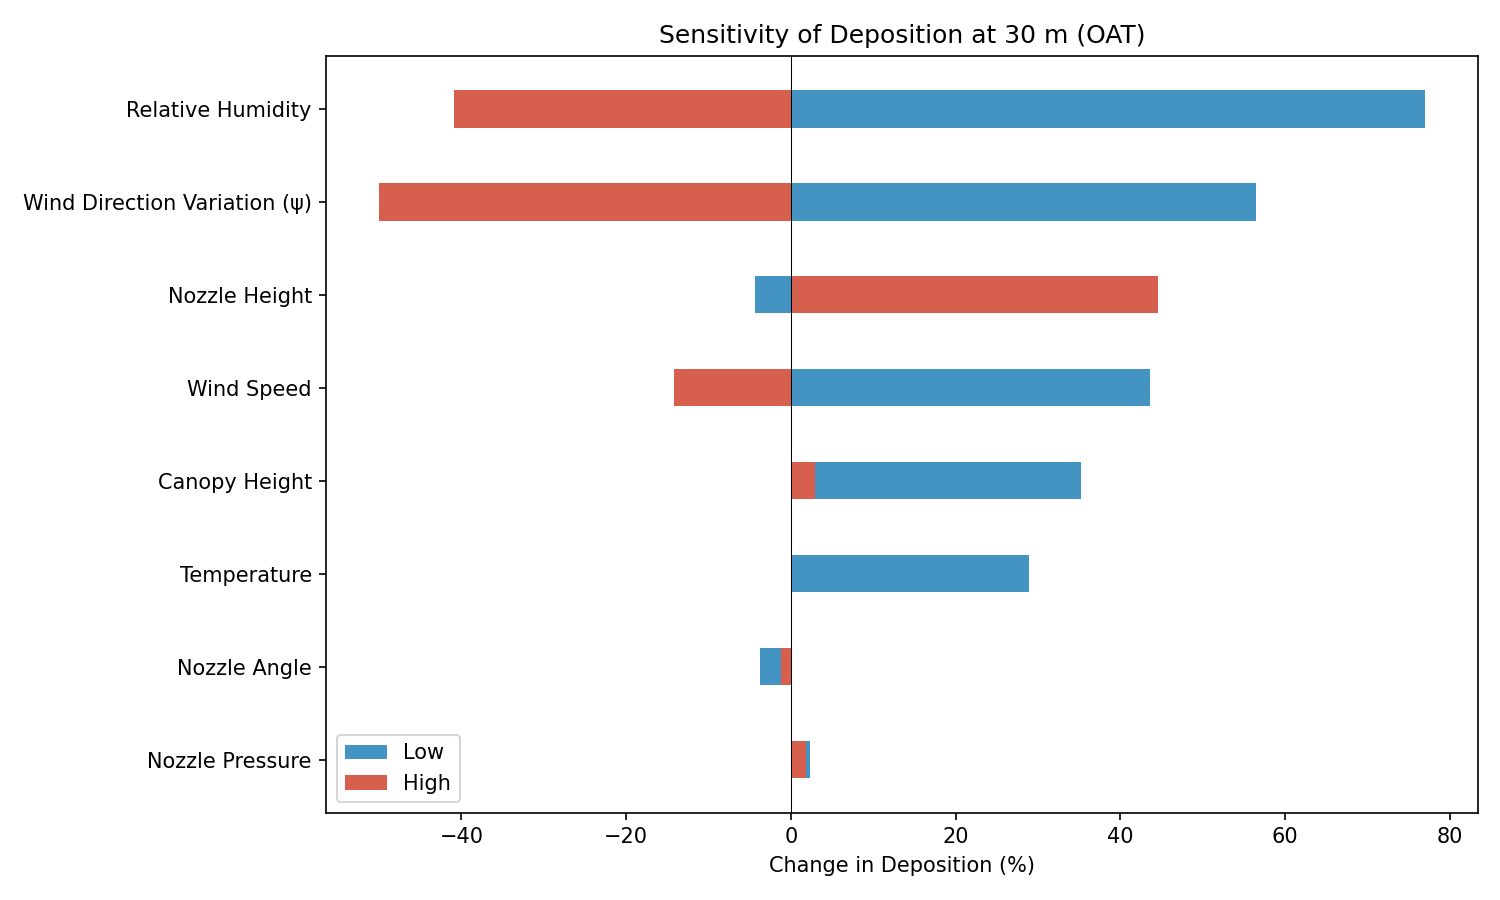 Sensitivity of Deposition at 30 m (OAT)
Relative Humidity
Wind Direction Variation (ψ)
Nozzle Height
Wind Speed
Canopy Height
Temperature
Nozzle Angle
Nozzle Pressure
Low
High
−40 −20 0 20 40 60 80
Change in Deposition (%)